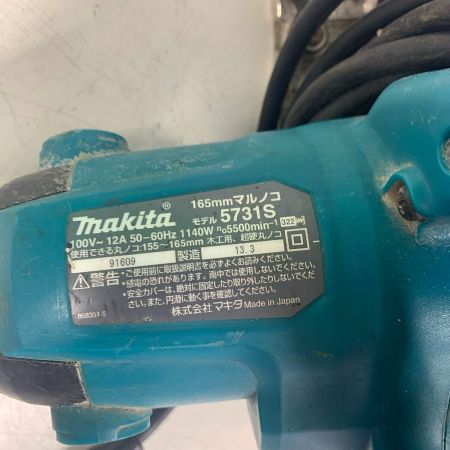 165mmマルノコ
makita® モデル 5731S
100V～ 12A 50–60Hz 1140W n₀5500min⁻¹ 322
使用できる丸ノコ:155～165mm 木工用、超硬丸ノコ
91609 製造 13.3
警告
・ご使用前に取扱説明書を必ずよくお読みください。
・感電の恐れがあります。雨中では使用しないでください。
・安全カバーは、絶対に固定したり取り外したりしないください。また、円滑に動く事を確認してください。
株式会社マキタ Made in Japan
868351-5